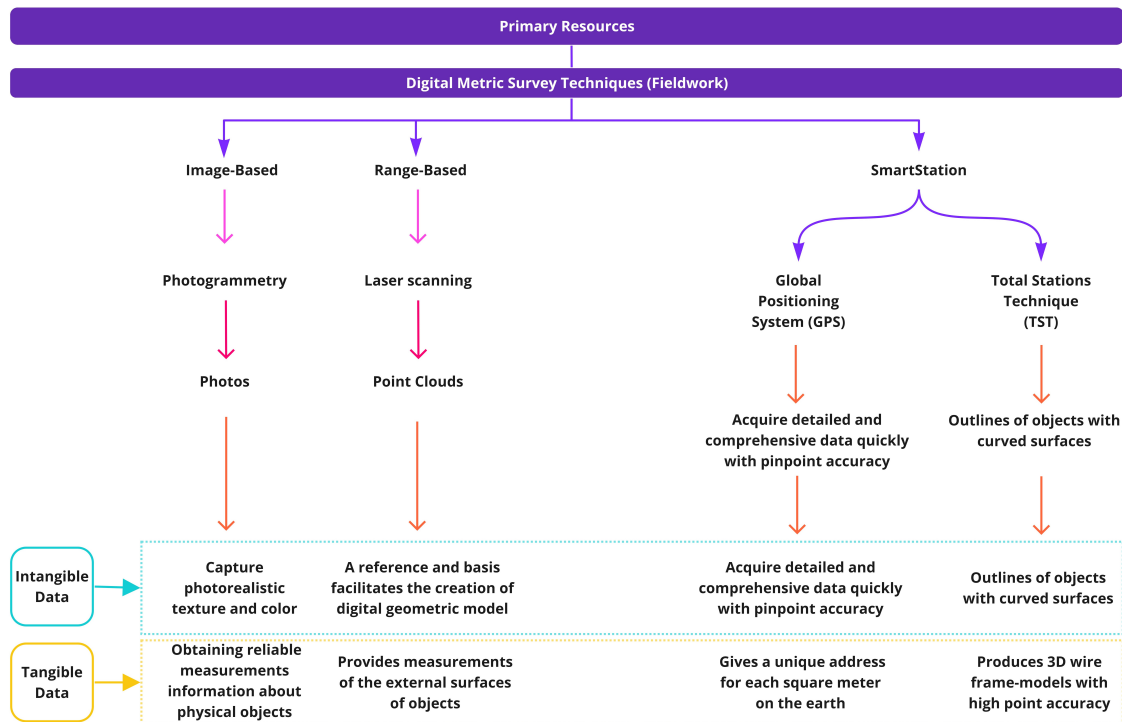 Primary Resources
Digital Metric Survey Techniques (Fieldwork)
Image-Based
Range-Based
SmartStation
Photogrammetry
Laser scanning
Global
Positioning
System (GPS)
Total Stations
Technique
(TST)
Photos
Point Clouds
Acquire detailed and
comprehensive data quickly
with pinpoint accuracy
Outlines of objects with
curved surfaces
Intangible
Data
Capture
photorealistic
texture and color
A reference and basis
facilitates the creation of
digital geometric model
Acquire detailed and
comprehensive data quickly
with pinpoint accuracy
Outlines of objects
with curved surfaces
Tangible
Data
Obtaining reliable
measurements
information about
physical objects
Provides measurements
of the external surfaces
of objects
Gives a unique address
for each square meter
on the earth
Produces 3D wire
frame-models with
high point accuracy